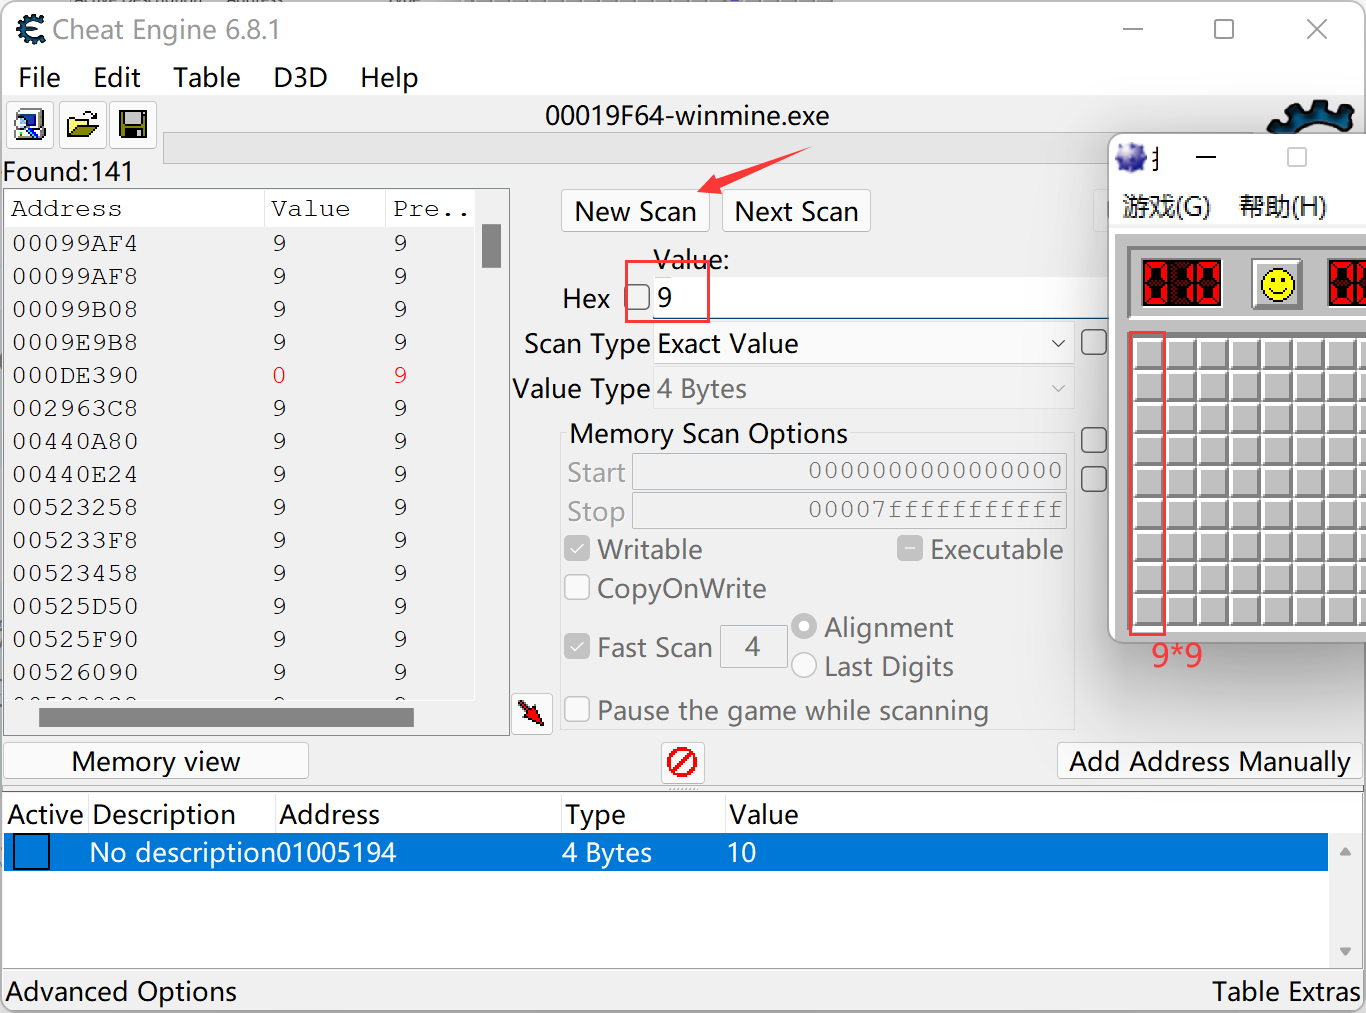 Cheat Engine 6.8.1
File Edit Table D3D Help
00019F64-winmine.exe
Found:141
Address Value Pre..
00099AF4 9 9
00099AF8 9 9
00099B08 9 9
0009E9B8 9 9
000DE390 0 9
002963C8 9 9
00440A80 9 9
00440E24 9 9
00523258 9 9
005233F8 9 9
00523458 9 9
00525D50 9 9
00525F90 9 9
00526090 9 9
New Scan Next Scan
Value:
Hex 9
Scan Type Exact Value
Value Type 4 Bytes
Memory Scan Options
Start 0000000000000000
Stop 00007fffffffffff
Writable Executable
CopyOnWrite
Fast Scan 4 Alignment
Last Digits
Pause the game while scanning
游戏(G) 帮助(H)
9*9
Memory view Add Address Manually
Active Description Address Type Value
No description 01005194 4 Bytes 10
Advanced Options Table Extras